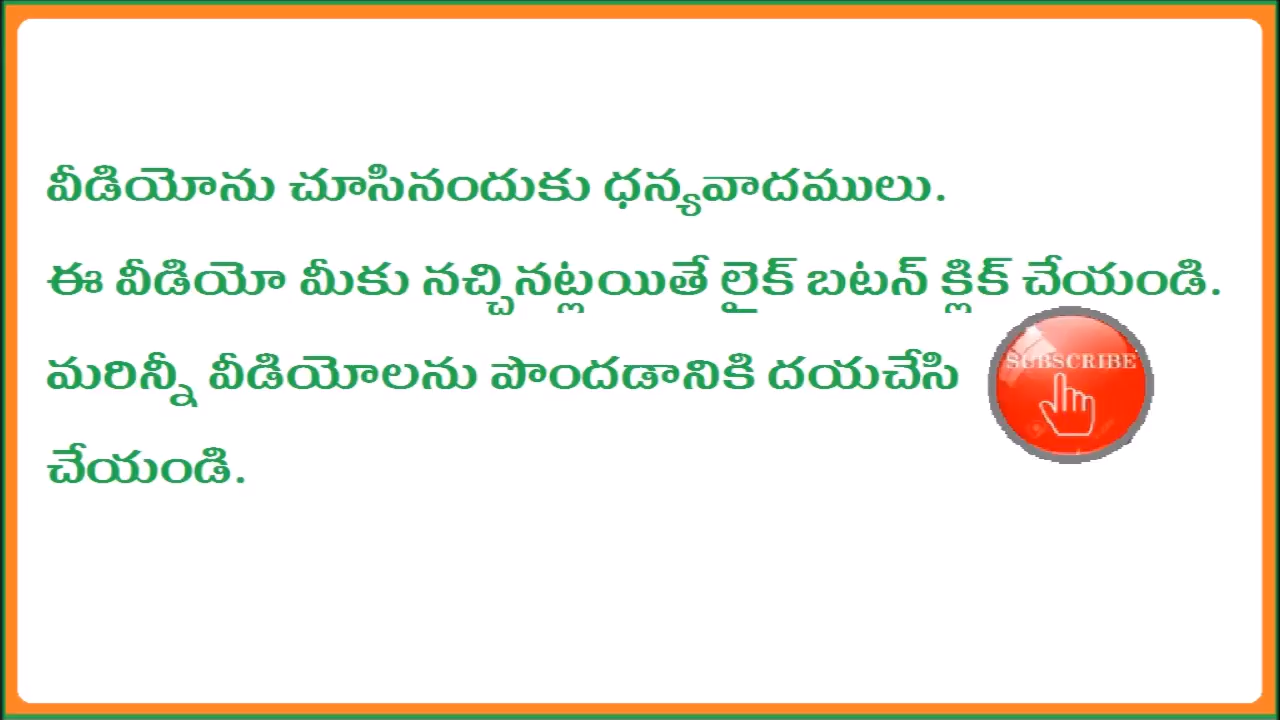 వీడియోను చూసినందుకు ధన్యవాదములు.
ఈ వీడియో మీకు నచ్చినట్లయితే లైక్ బటన్ క్లిక్ చేయండి.
మరిన్నీ వీడియోలను పొందడానికి దయచేసి SUBSCRIBE
చేయండి.